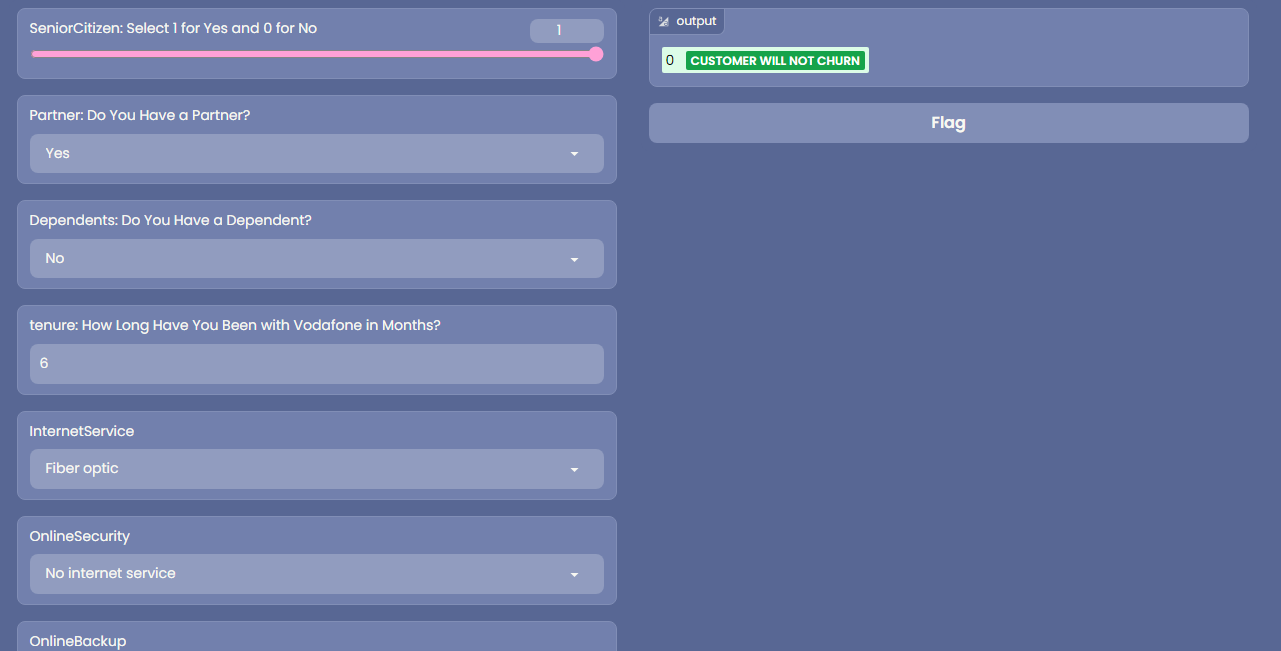 SeniorCitizen: Select 1 for Yes and 0 for No
1
Partner: Do You Have a Partner?
Yes
Dependents: Do You Have a Dependent?
No
tenure: How Long Have You Been with Vodafone in Months?
6
InternetService
Fiber optic
OnlineSecurity
No internet service
OnlineBackup
output
0 CUSTOMER WILL NOT CHURN
Flag